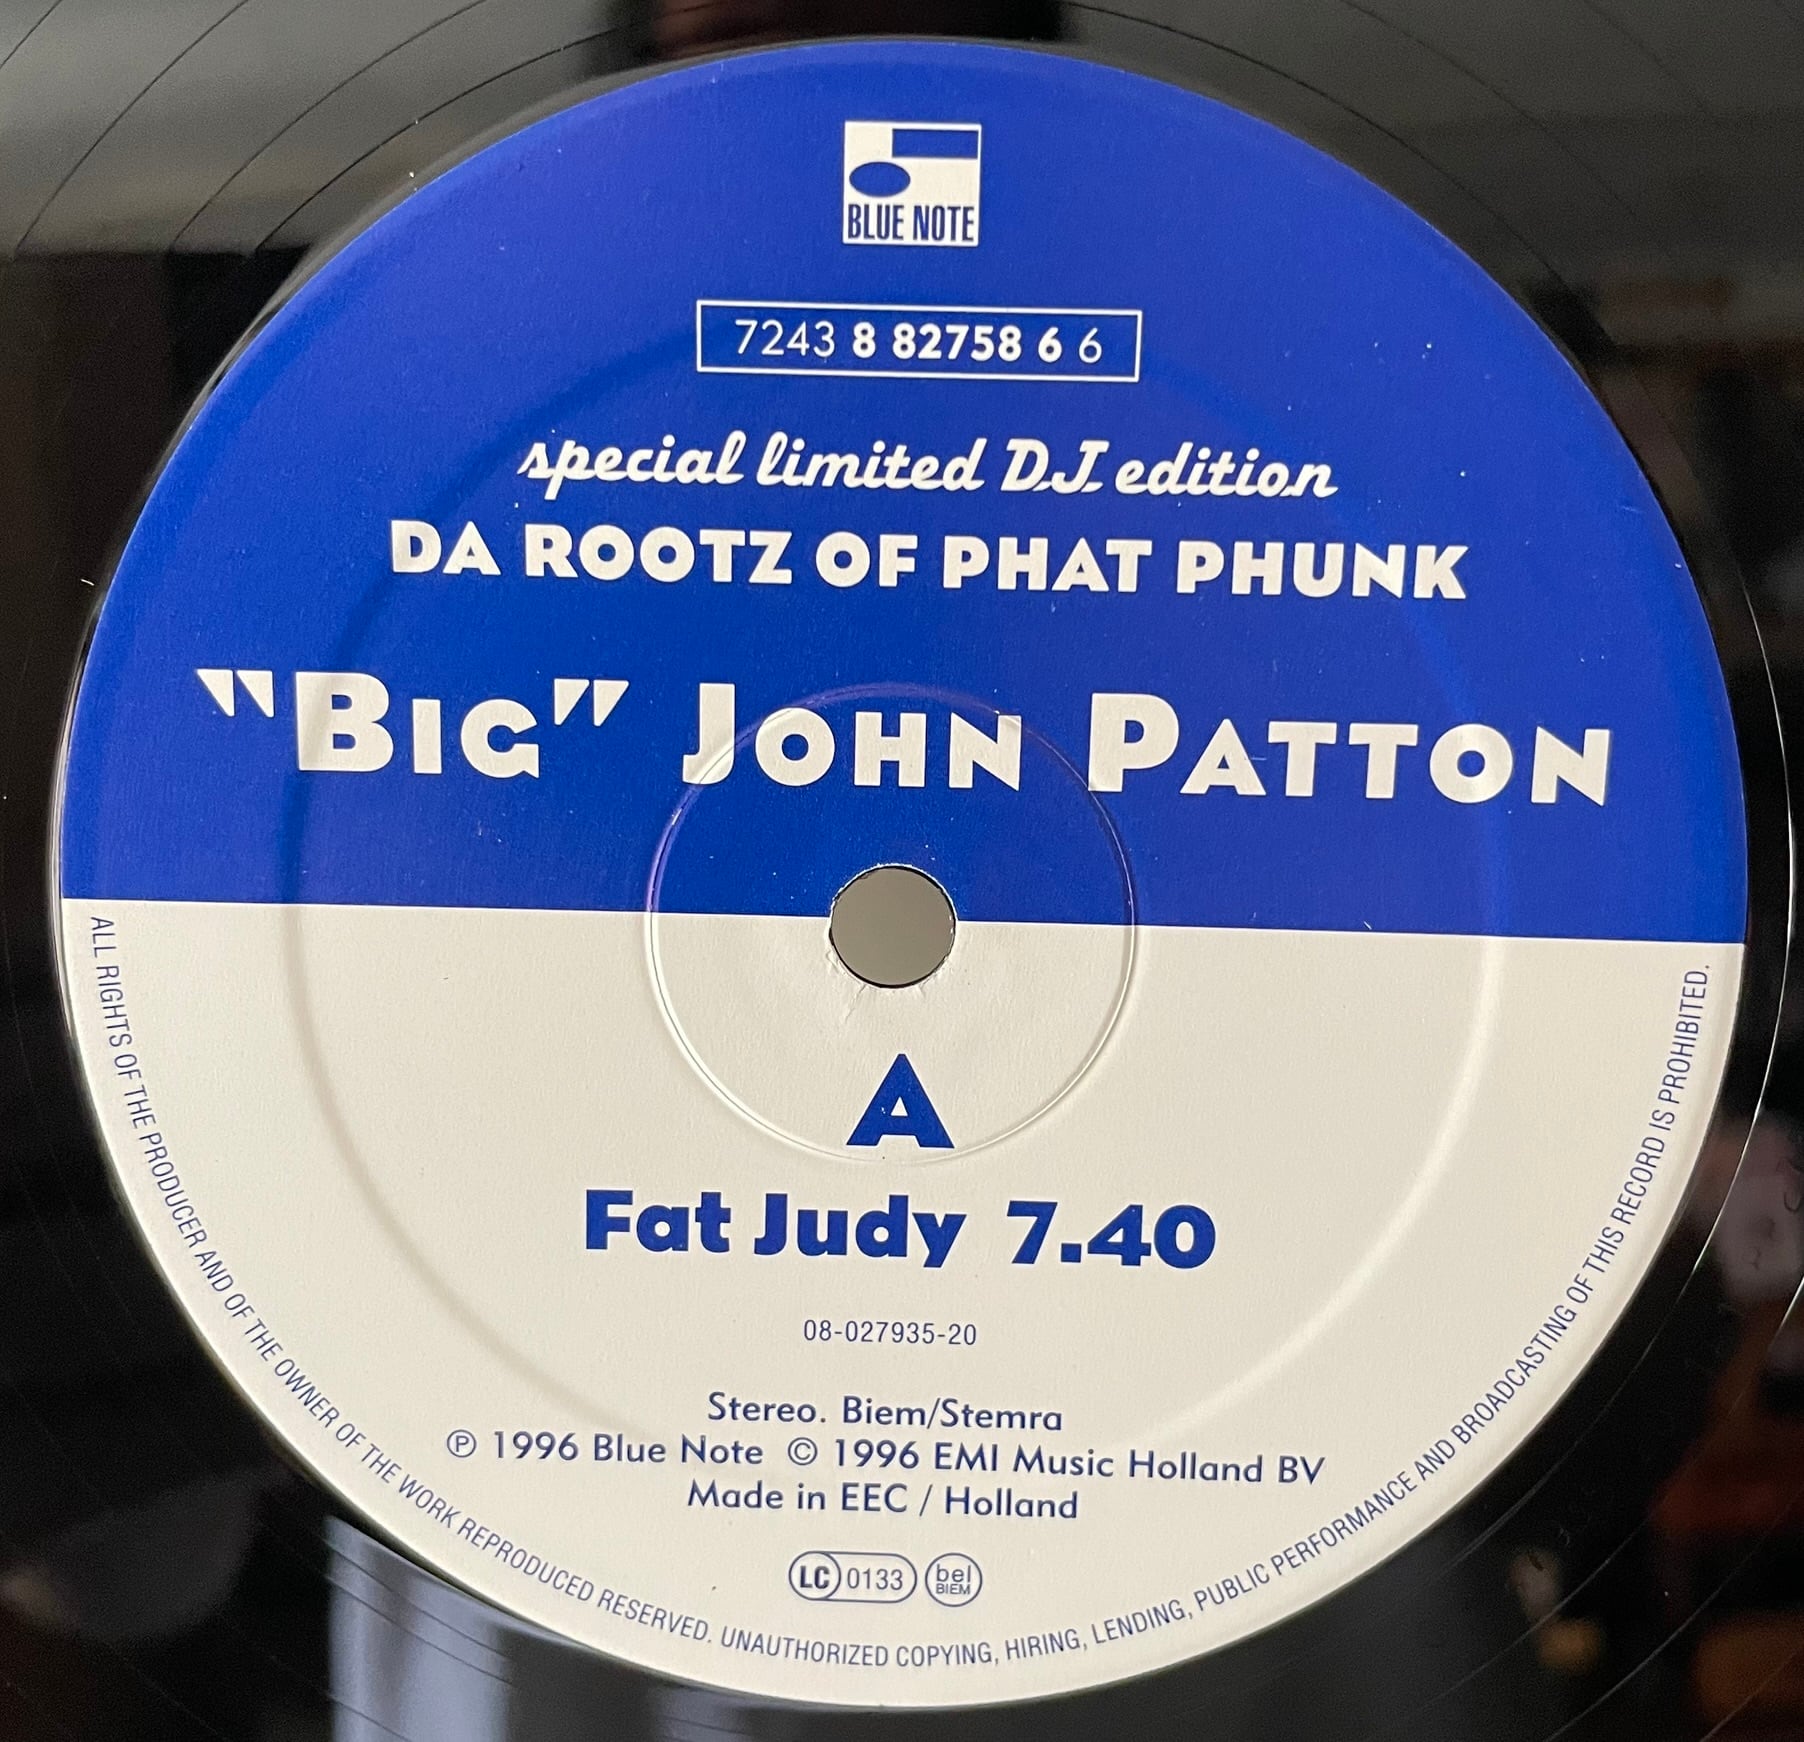 BLUE NOTE
7243 8 82758 6 6
special limited D.J. edition
DA ROOTZ OF PHAT PHUNK
"BIG" JOHN PATTON
A
Fat Judy 7.40
08-027935-20
Stereo. Biem/Stemra
℗ 1996 Blue Note © 1996 EMI Music Holland BV
Made in EEC / Holland
LC 0133 bel BIEM
ALL RIGHTS OF THE PRODUCER AND OF THE OWNER OF THE WORK REPRODUCED RESERVED. UNAUTHORIZED COPYING, HIRING, LENDING, PUBLIC PERFORMANCE AND BROADCASTING OF THIS RECORD IS PROHIBITED.